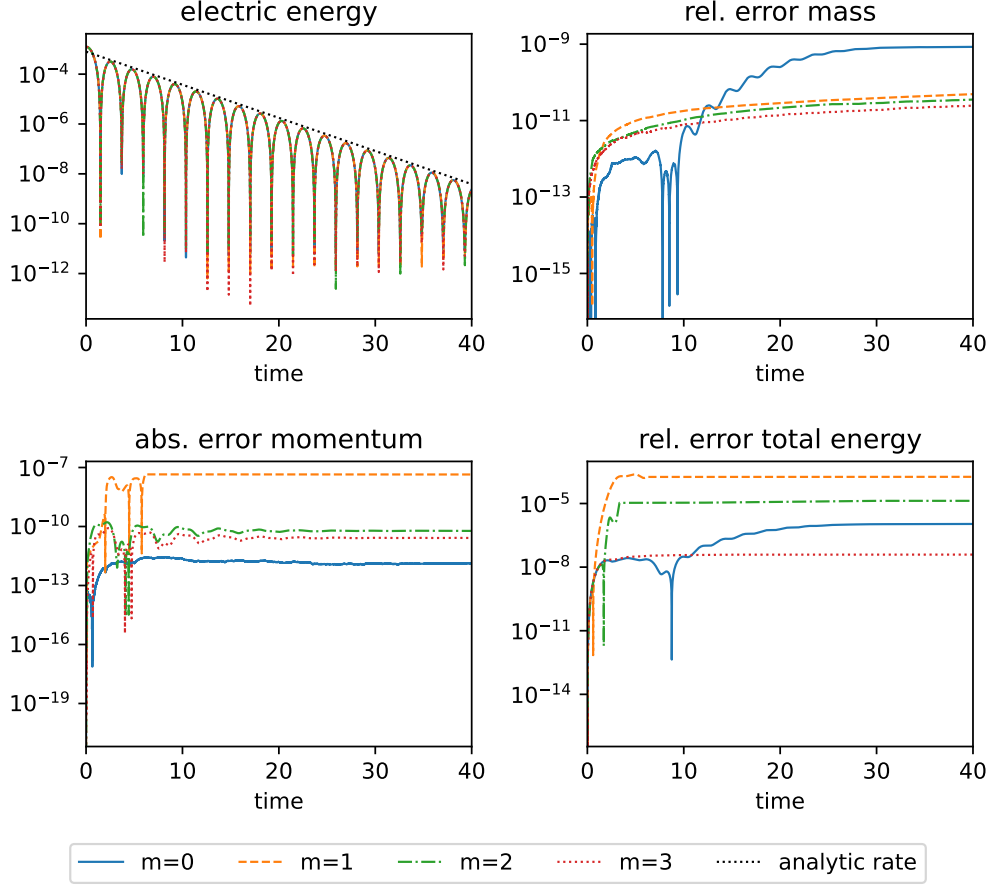 electric energy
rel. error mass
10⁻⁴
10⁻⁶
10⁻⁸
10⁻¹⁰
10⁻¹²
10⁻⁹
10⁻¹¹
10⁻¹³
10⁻¹⁵
0 10 20 30 40
0 10 20 30 40
time
time
abs. error momentum
rel. error total energy
10⁻⁷
10⁻¹⁰
10⁻¹³
10⁻¹⁶
10⁻¹⁹
10⁻⁵
10⁻⁸
10⁻¹¹
10⁻¹⁴
0 10 20 30 40
0 10 20 30 40
time
time
m=0 m=1 m=2 m=3 analytic rate